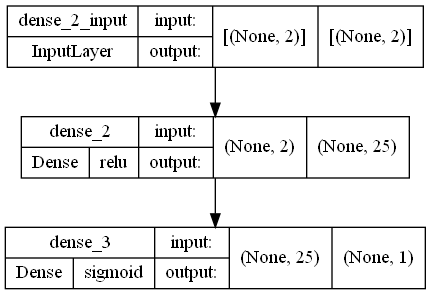 dense_2_input input: [(None, 2)] [(None, 2)]
InputLayer output:
dense_2 input: (None, 2) (None, 25)
Dense relu output:
dense_3 input: (None, 25) (None, 1)
Dense sigmoid output: